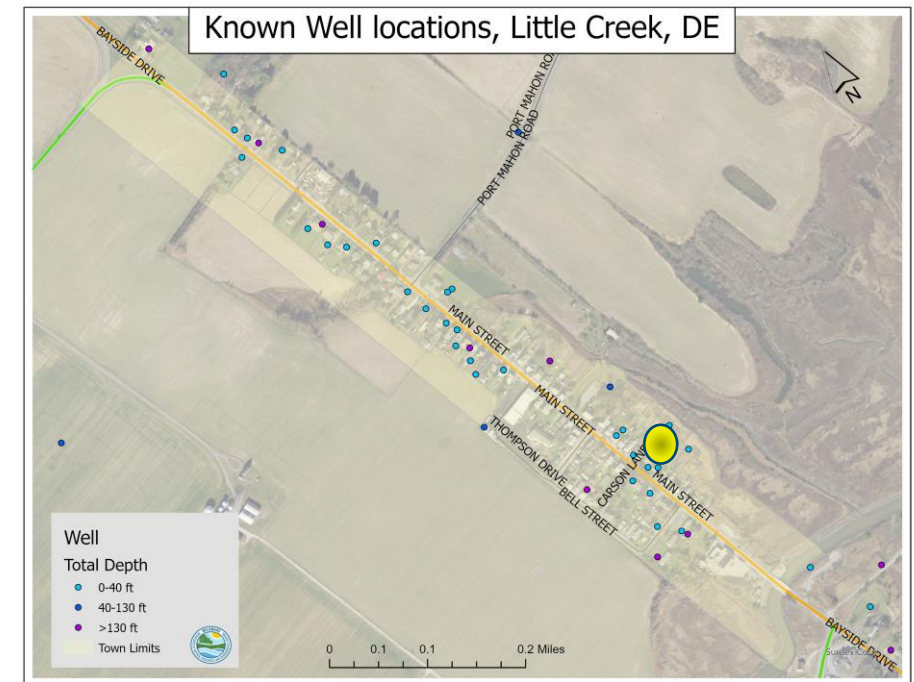 Known Well locations, Little Creek, DE
BAYSIDE DRIVE
N
PORT MAHON RO
PORT MAHON ROAD
MAIN STREET
MAIN STREET
THOMPSON DRIVE
CARSON LANE
MAIN STREET
BELL STREET
BAYSIDE DRIVE
Well
Total Depth
0-40 ft
40-130 ft
>130 ft
Town Limits
0 0.1 0.1 0.2 Miles